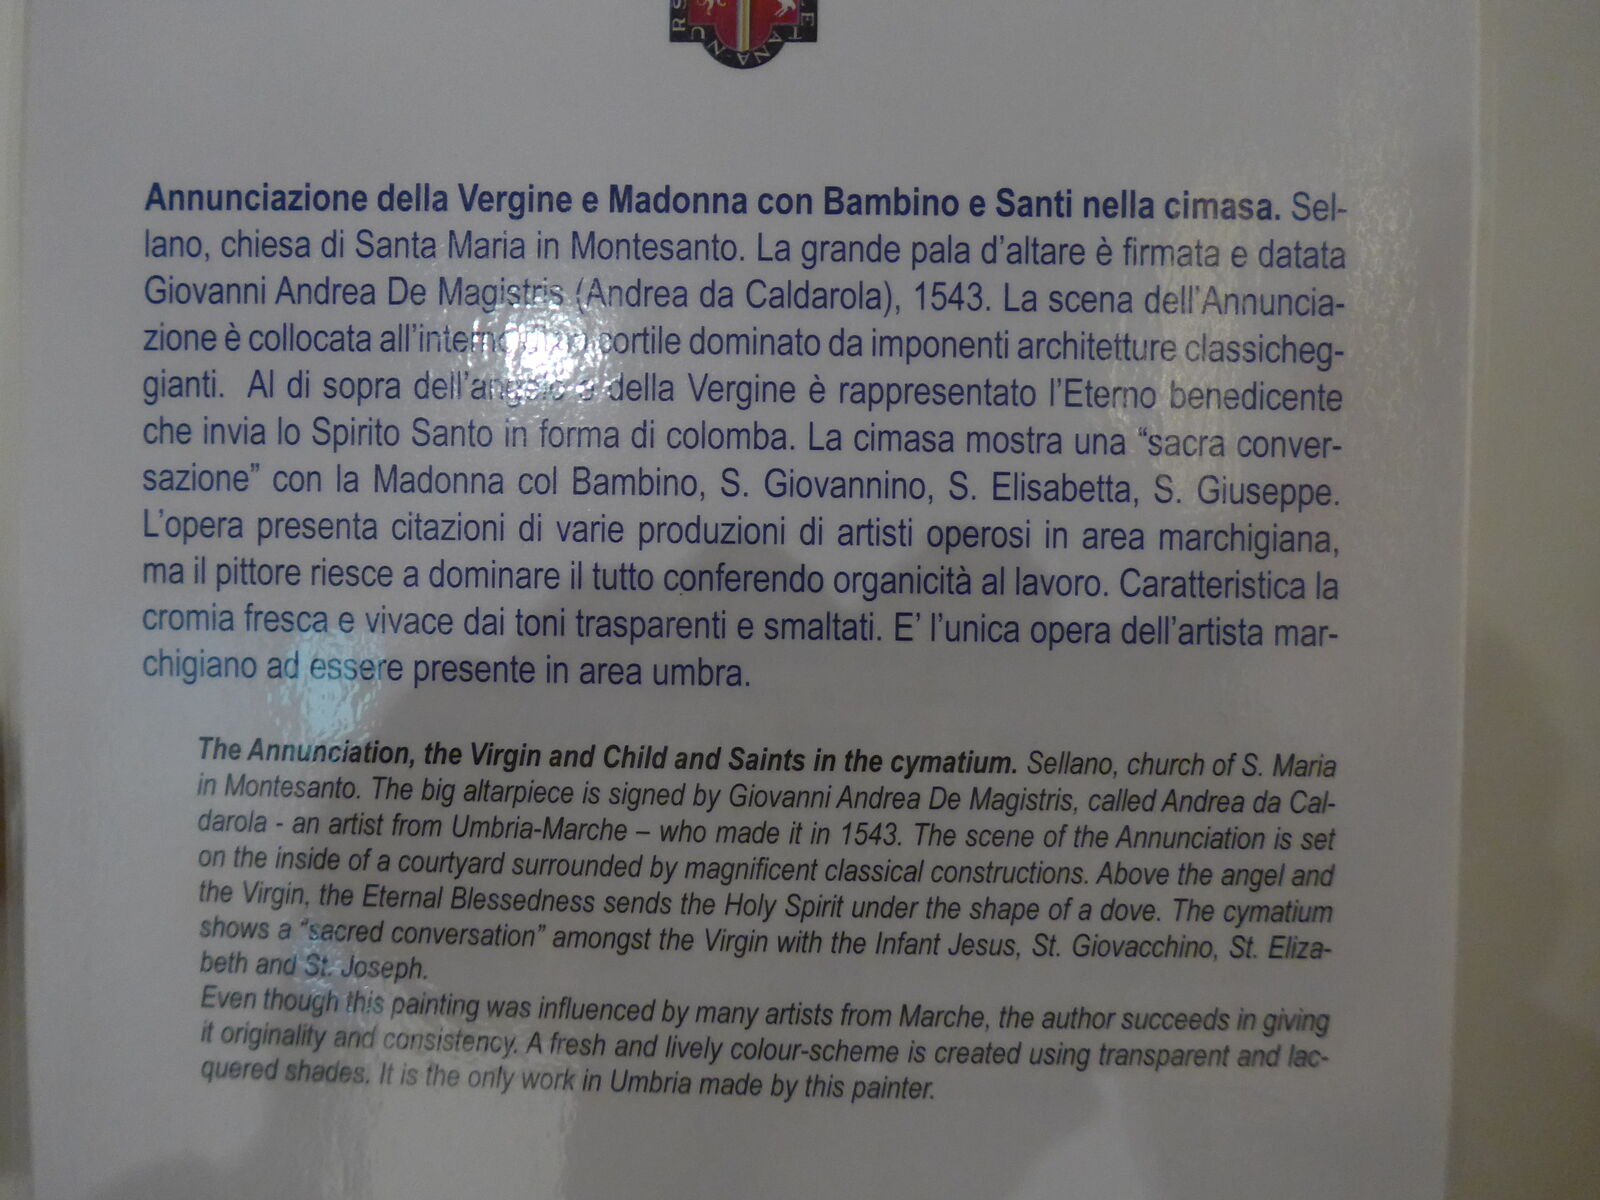 Annunciazione della Vergine e Madonna con Bambino e Santi nella cimasa. Sel-
lano, chiesa di Santa Maria in Montesanto. La grande pala d'altare è firmata e datata
Giovanni Andrea De Magistris (Andrea da Caldarola), 1543. La scena dell'Annuncia-
zione è collocata all'interno cortile dominato da imponenti architetture classicheg-
gianti. Al di sopra dell'angelo e della Vergine è rappresentato l'Eterno benedicente
che invia lo Spirito Santo in forma di colomba. La cimasa mostra una “sacra conver-
sazione” con la Madonna col Bambino, S. Giovannino, S. Elisabetta, S. Giuseppe.
L'opera presenta citazioni di varie produzioni di artisti operosi in area marchigiana,
ma il pittore riesce a dominare il tutto conferendo organicità al lavoro. Caratteristica la
cromia fresca e vivace dai toni trasparenti e smaltati. E' l'unica opera dell'artista mar-
chigiano ad essere presente in area umbra.
The Annunciation, the Virgin and Child and Saints in the cymatium. Sellano, church of S. Maria
in Montesanto. The big altarpiece is signed by Giovanni Andrea De Magistris, called Andrea da Cal-
darola - an artist from Umbria-Marche – who made it in 1543. The scene of the Annunciation is set
on the inside of a courtyard surrounded by magnificent classical constructions. Above the angel and
the Virgin, the Eternal Blessedness sends the Holy Spirit under the shape of a dove. The cymatium
shows a “sacred conversation” amongst the Virgin with the Infant Jesus, St. Giovacchino, St. Eliza-
beth and St. Joseph.
Even though this painting was influenced by many artists from Marche, the author succeeds in giving
it originality and consistency. A fresh and lively colour-scheme is created using transparent and lac-
quered shades. It is the only work in Umbria made by this painter.